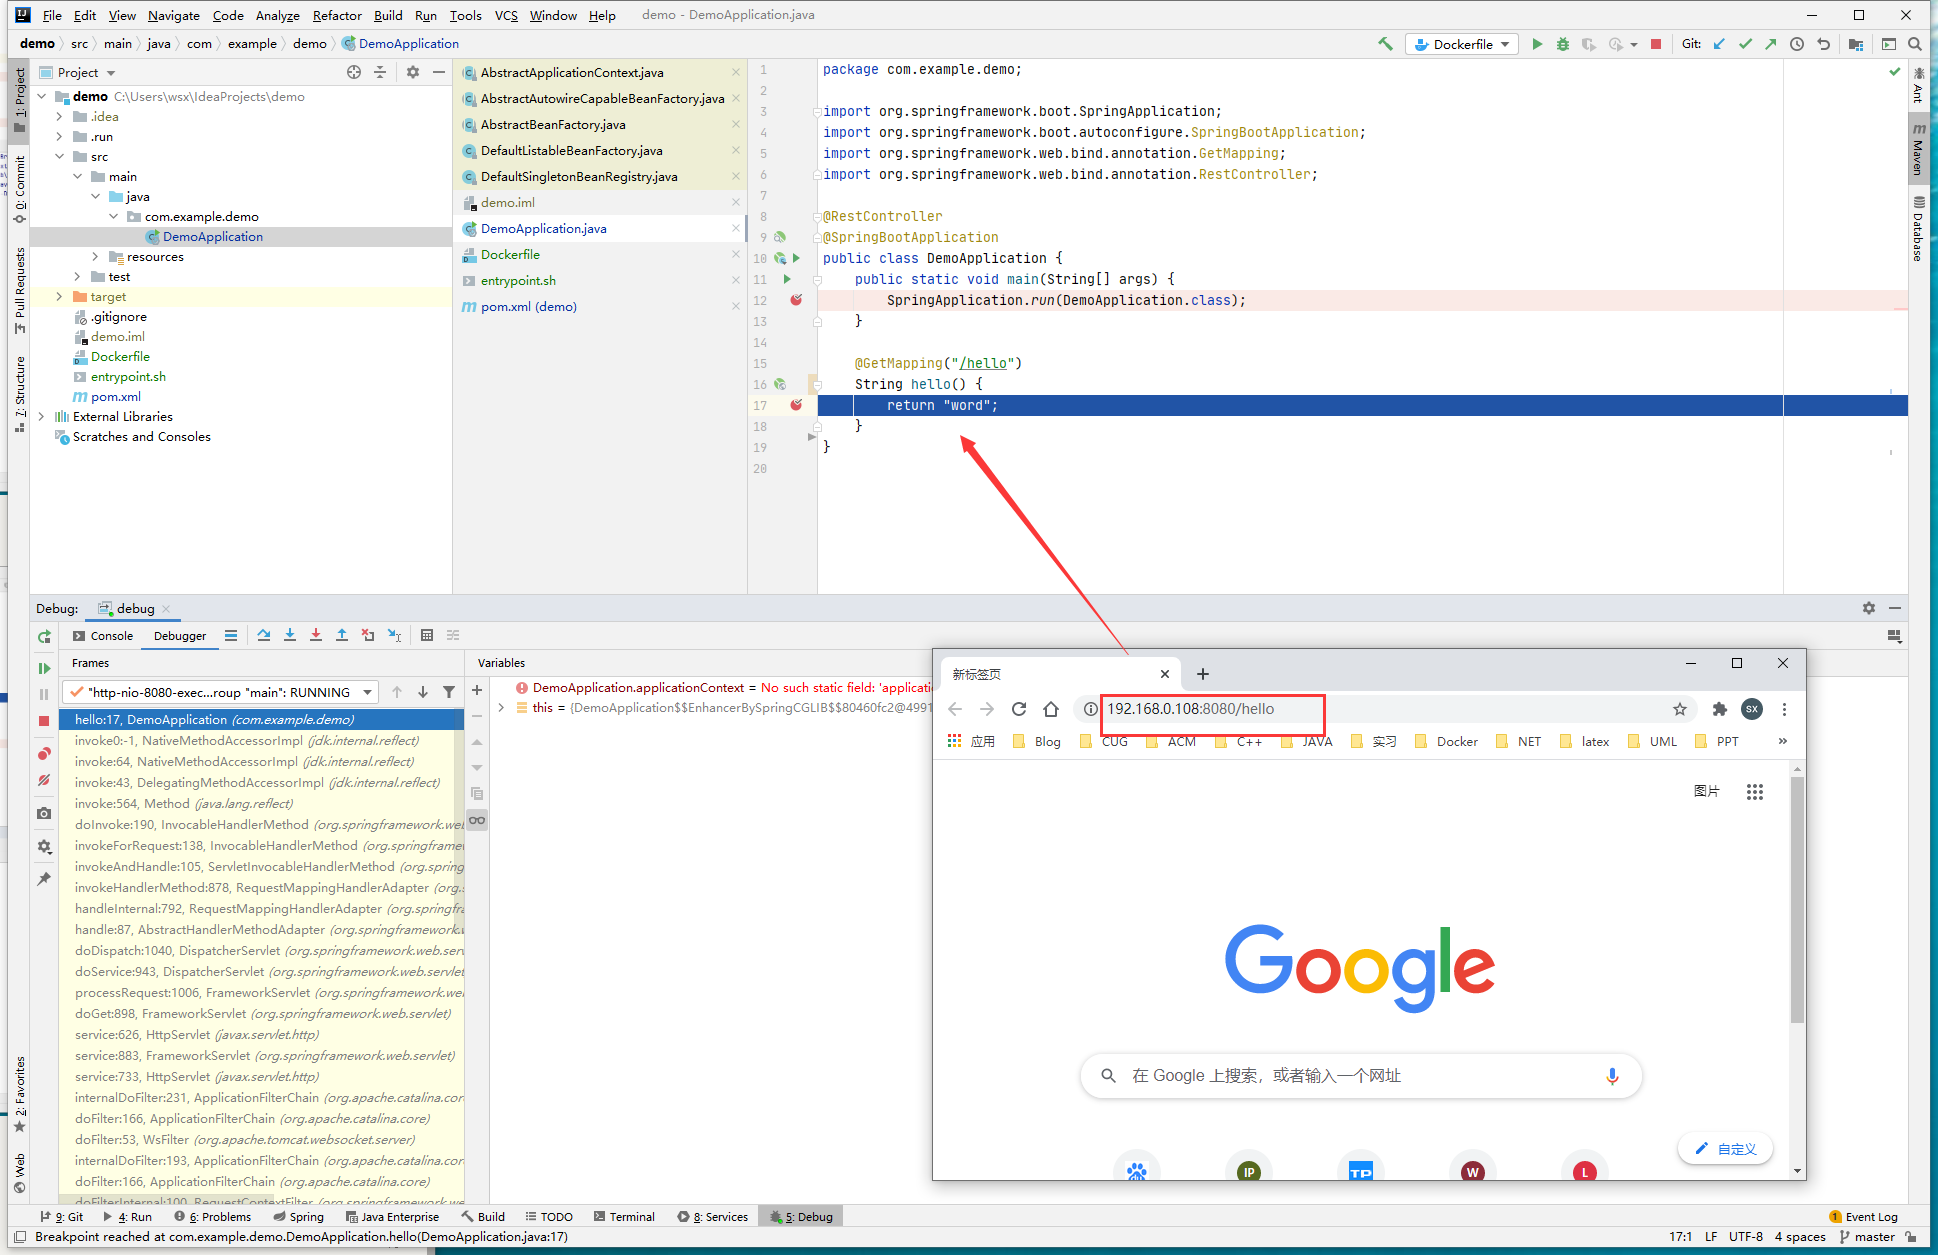 File Edit View Navigate Code Analyze Refactor Build Run Tools VCS Window Help demo - DemoApplication.java
demo src main java com example demo DemoApplication
Dockerfile Git:
1: Project
0: Commit
Pull Requests
7: Structure
2: Favorites
Web
Project
demo C:\Users\wsx\IdeaProjects\demo
.idea
.run
src
main
java
com.example.demo
DemoApplication
resources
test
target
.gitignore
demo.iml
Dockerfile
entrypoint.sh
pom.xml
External Libraries
Scratches and Consoles
AbstractApplicationContext.java
AbstractAutowireCapableBeanFactory.java
AbstractBeanFactory.java
DefaultListableBeanFactory.java
DefaultSingletonBeanRegistry.java
demo.iml
DemoApplication.java
Dockerfile
entrypoint.sh
pom.xml (demo)
1 package com.example.demo;
2
3 import org.springframework.boot.SpringApplication;
4 import org.springframework.boot.autoconfigure.SpringBootApplication;
5 import org.springframework.web.bind.annotation.GetMapping;
6 import org.springframework.web.bind.annotation.RestController;
7
8 @RestController
9 @SpringBootApplication
10 public class DemoApplication {
11 public static void main(String[] args) {
12 SpringApplication.run(DemoApplication.class);
13 }
14
15 @GetMapping("/hello")
16 String hello() {
17 return "word";
18 }
19 }
20
Ant
Maven
Database
Debug: debug
Console Debugger
Frames
"http-nio-8080-exec...roup "main": RUNNING
hello:17, DemoApplication (com.example.demo)
invoke0:-1, NativeMethodAccessorImpl (jdk.internal.reflect)
invoke:64, NativeMethodAccessorImpl (jdk.internal.reflect)
invoke:43, DelegatingMethodAccessorImpl (jdk.internal.reflect)
invoke:564, Method (java.lang.reflect)
doInvoke:190, InvocableHandlerMethod (org.springframework.we
invokeForRequest:138, InvocableHandlerMethod (org.springframe
invokeAndHandle:105, ServletInvocableHandlerMethod (org.spring
invokeHandlerMethod:878, RequestMappingHandlerAdapter (org.
handleInternal:792, RequestMappingHandlerAdapter (org.springfra
handle:87, AbstractHandlerMethodAdapter (org.springframework.
doDispatch:1040, DispatcherServlet (org.springframework.web.serv
doService:943, DispatcherServlet (org.springframework.web.servlet
processRequest:1006, FrameworkServlet (org.springframework.we
doGet:898, FrameworkServlet (org.springframework.web.servlet)
service:626, HttpServlet (javax.servlet.http)
service:883, FrameworkServlet (org.springframework.web.servlet)
service:733, HttpServlet (javax.servlet.http)
internalDoFilter:231, ApplicationFilterChain (org.apache.catalina.cor
doFilter:166, ApplicationFilterChain (org.apache.catalina.core)
doFilter:53, WsFilter (org.apache.tomcat.websocket.server)
internalDoFilter:193, ApplicationFilterChain (org.apache.catalina.cor
doFilter:166, ApplicationFilterChain (org.apache.catalina.core)
doFilterInternal:100, RequestContextFilter (org.springframework.we
Variables
DemoApplication.applicationContext = No such static field: 'applicatio
this = {DemoApplication$$EnhancerBySpringCGLIB$$80460fc2@4991
新标签页
192.168.0.108:8080/hello
SX
应用 Blog CUG ACM C++ JAVA 实习 Docker NET latex UML PPT »
图片
Google
在 Google 上搜索，或者输入一个网址
自定义
IP TP W L
9: Git 4: Run 6: Problems Spring Java Enterprise Build TODO Terminal 8: Services 5: Debug 1 Event Log
Breakpoint reached at com.example.demo.DemoApplication.hello(DemoApplication.java:17) 17:1 LF UTF-8 4 spaces master